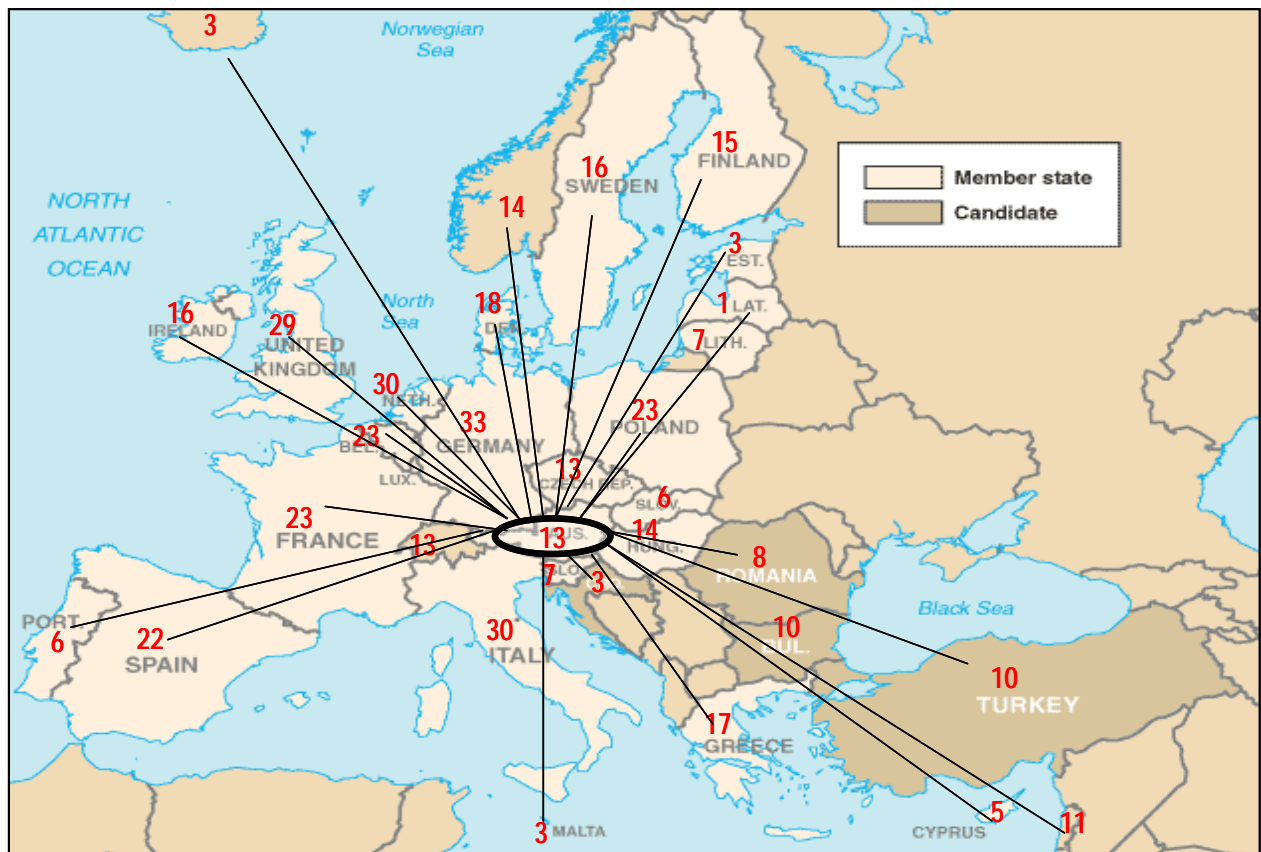 3
Norwegian
Sea
15
FINLAND
16
SWEDEN
Member state
Candidate
NORTH
ATLANTIC
OCEAN
14
3
EST.
1 LAT.
7 LITH.
North
Sea
18
DEN.
16
IRELAND
29
UNITED
KINGDOM
30
NETH.
23
BEL.
LUX.
33
GERMANY
23
POLAND
13
CZECH REP.
6
SLOV.
14
HUNG.
13
AUS.
23
FRANCE
13
7
SLO.
3
8
ROMANIA
Black Sea
10
BUL.
10
TURKEY
PORT.
6
22
SPAIN
30
ITALY
17
GREECE
3 MALTA
5
CYPRUS
11